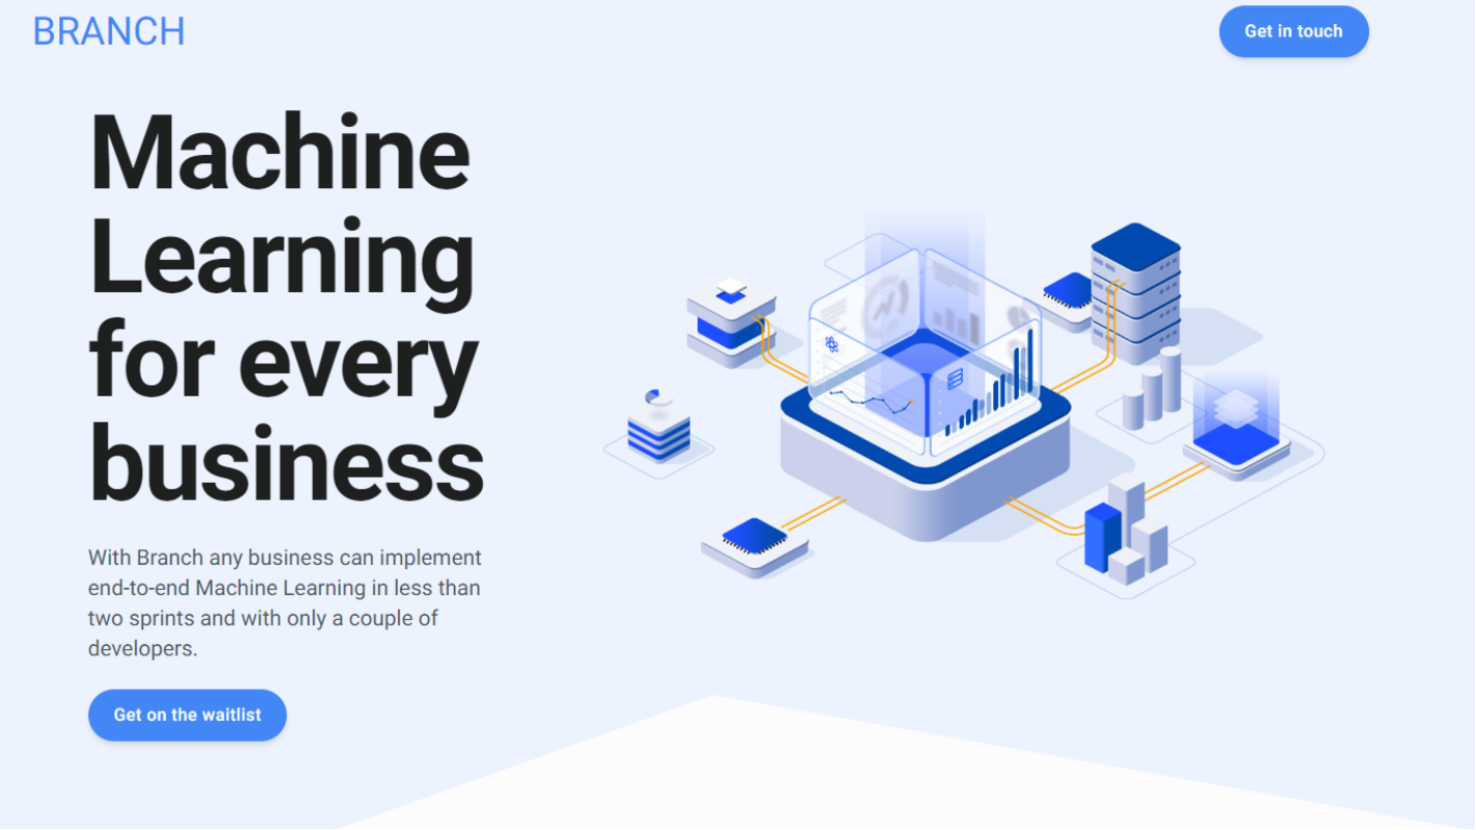 BRANCH
Get in touch
Machine
Learning
for every
business
With Branch any business can implement
end-to-end Machine Learning in less than
two sprints and with only a couple of
developers.
Get on the waitlist